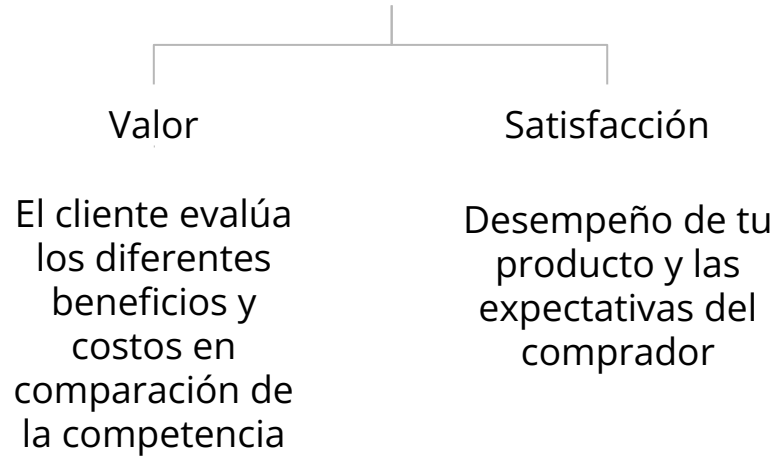 Valor
El cliente evalúa
los diferentes
beneficios y
costos en
comparación de
la competencia
Satisfacción
Desempeño de tu
producto y las
expectativas del
comprador